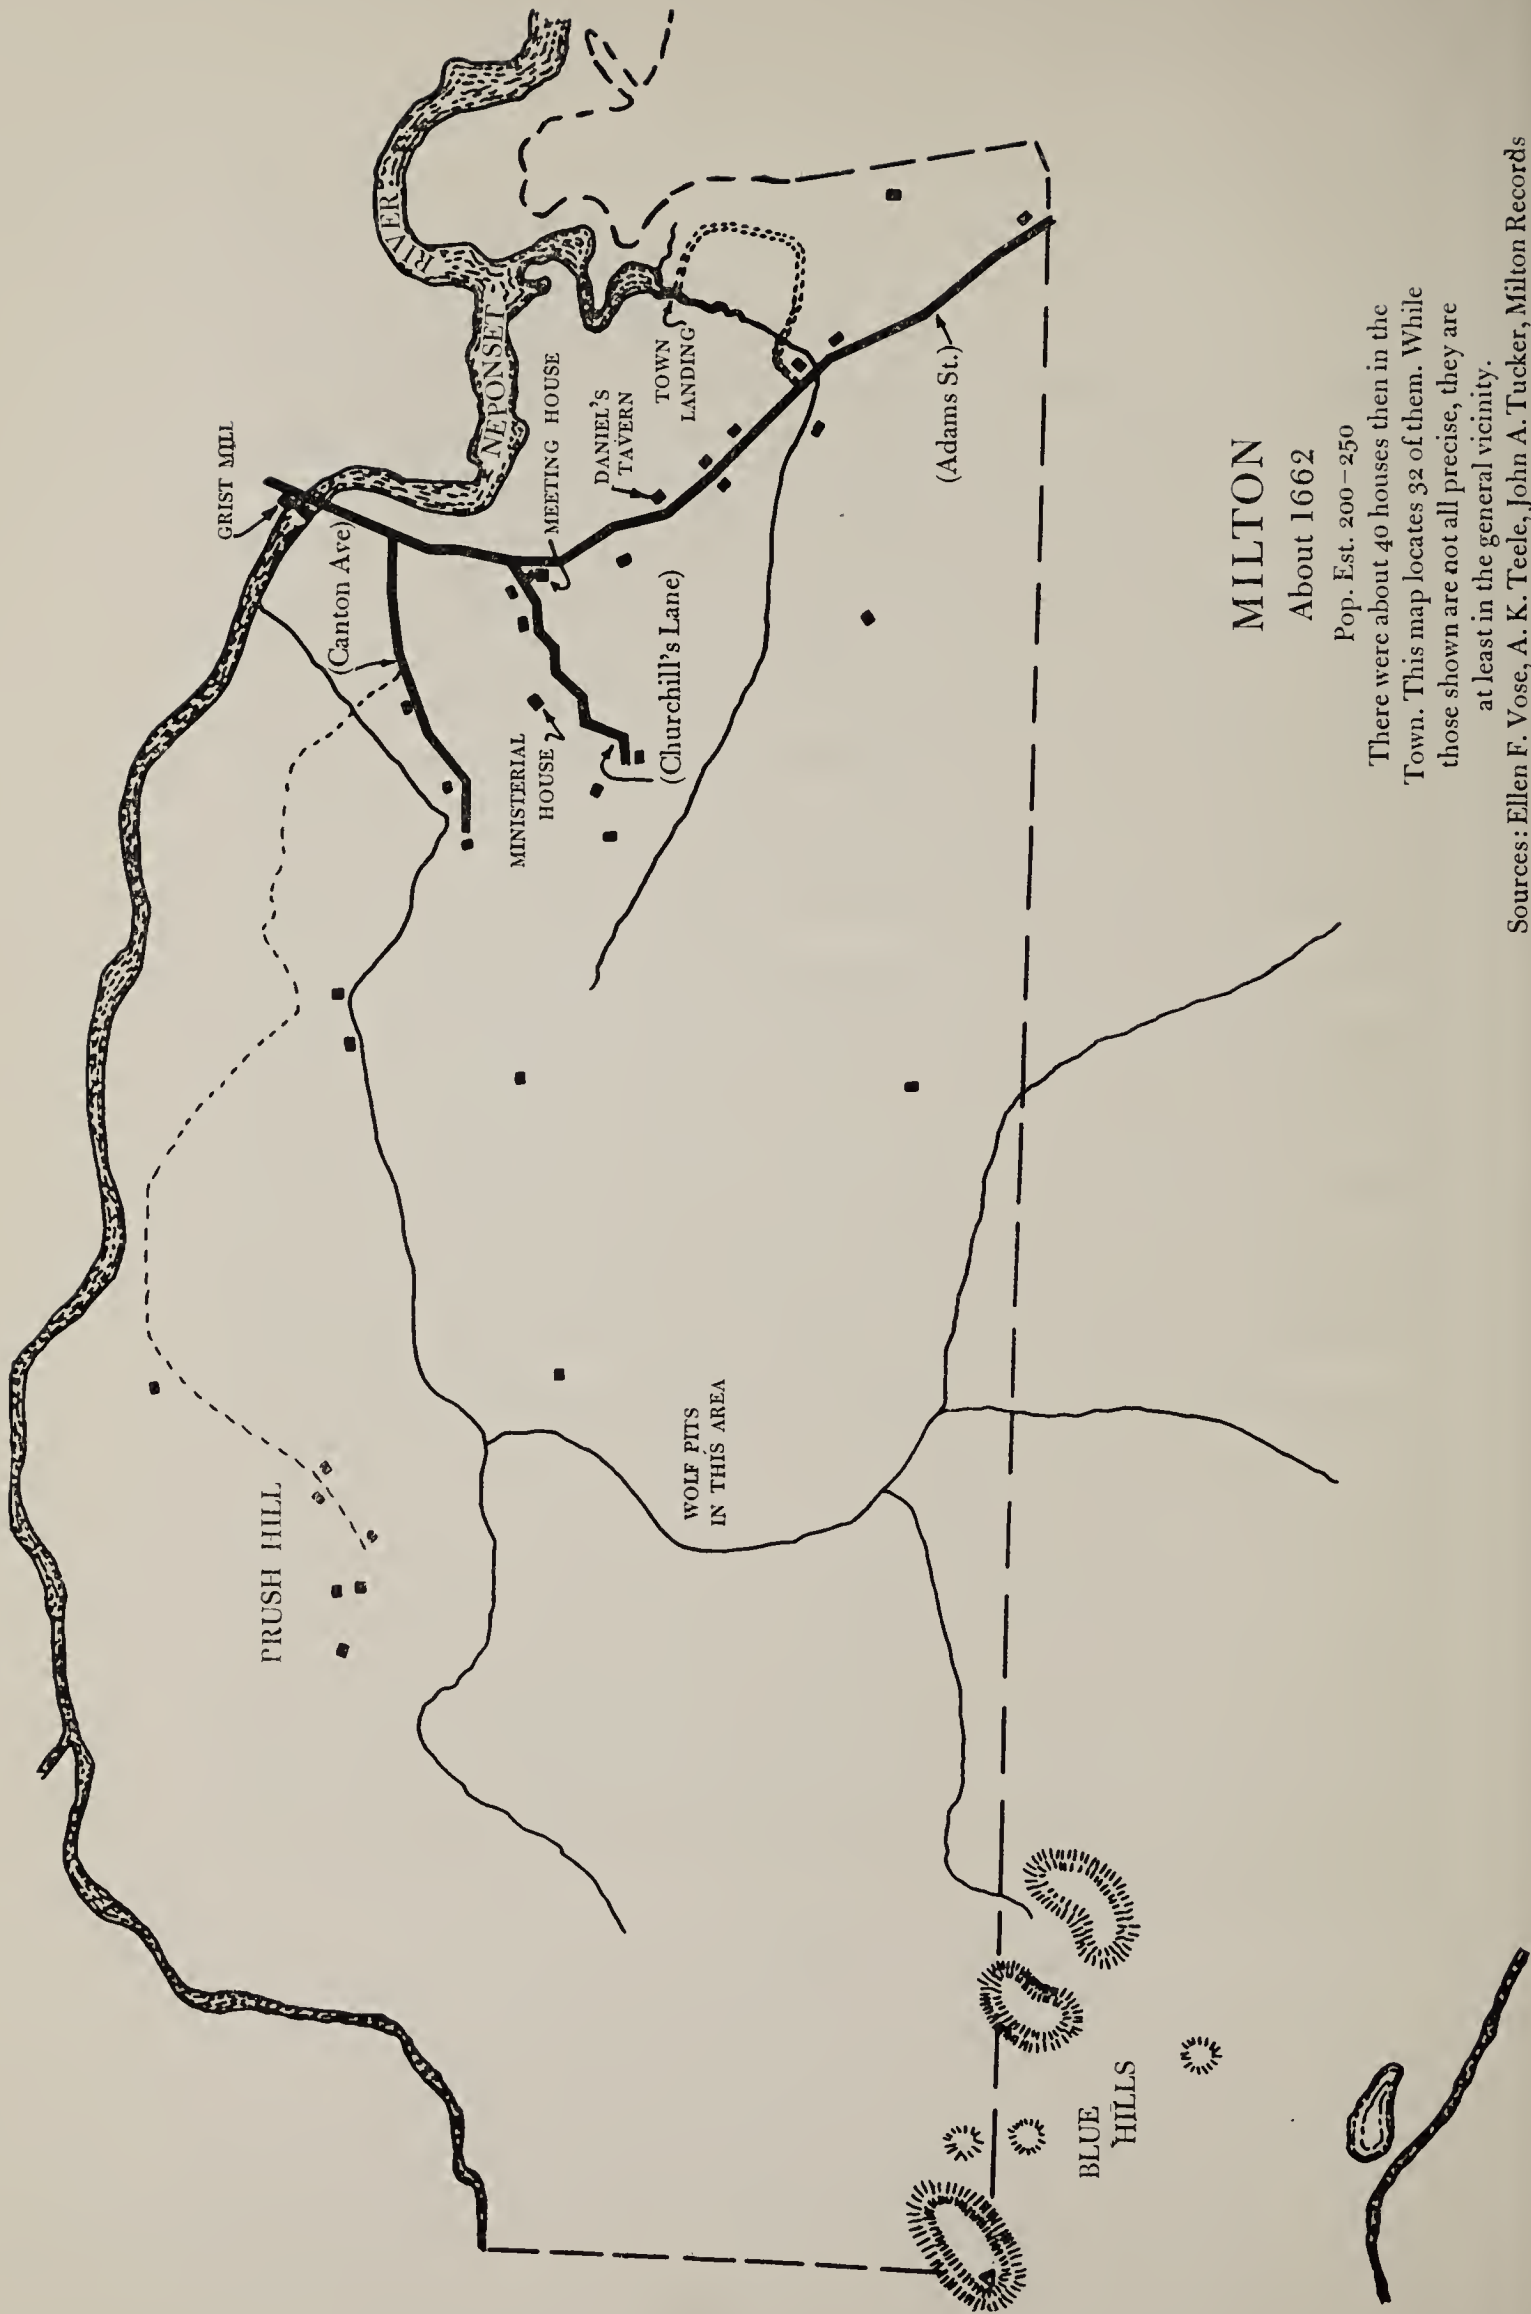 MILTON
About 1662
Pop. Est. 200-250
There were about 40 houses then in the
Town. This map locates 32 of them. While
those shown are not all precise, they are
at least in the general vicinity.
Sources: Ellen F. Vose, A. K. Teele, John A. Tucker, Milton Records
BLUE
HILLS
PRUSH HILL
WOLF PITS
IN THIS AREA
MINISTERIAL
HOUSE
(Churchill's Lane)
(Canton Ave)
GRIST MILL
MEETING HOUSE
DANIEL'S
TAVERN
TOWN
LANDING
(Adams St.)
NEPONSET
RIVER